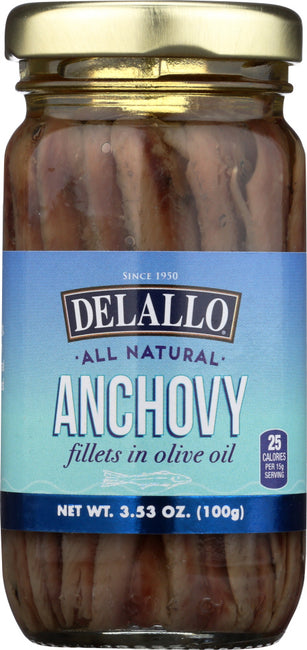 SINCE 1950
DELALLO®
·ALL NATURAL·
ANCHOVY
fillets in olive oil
25
CALORIES
PER 15g
SERVING
NET WT. 3.53 OZ. (100g)